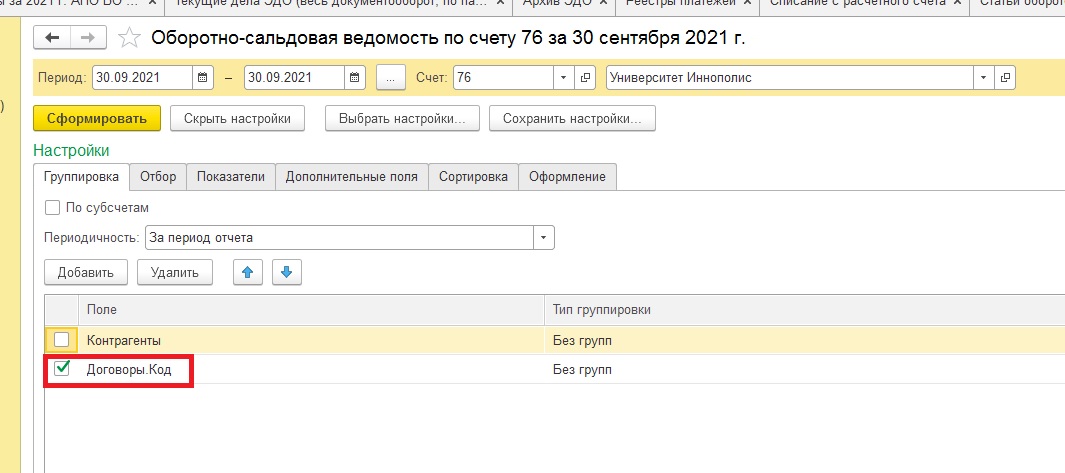 ы за 2021 г. АНО ВО ... × Текущие дела ЭДО (весь документооборот, по па... × Архив ЭДО × Реестры платежей × Списание с расчетного счета × Статьи оборото
Оборотно-сальдовая ведомость по счету 76 за 30 сентября 2021 г.
Период: 30.09.2021 – 30.09.2021 ... Счет: 76 Университет Иннополис
)
Сформировать Скрыть настройки Выбрать настройки... Сохранить настройки...
Настройки
Группировка Отбор Показатели Дополнительные поля Сортировка Оформление
По субсчетам
Периодичность: За период отчета
Добавить Удалить
Поле Тип группировки
Контрагенты Без групп
Договоры.Код Без групп